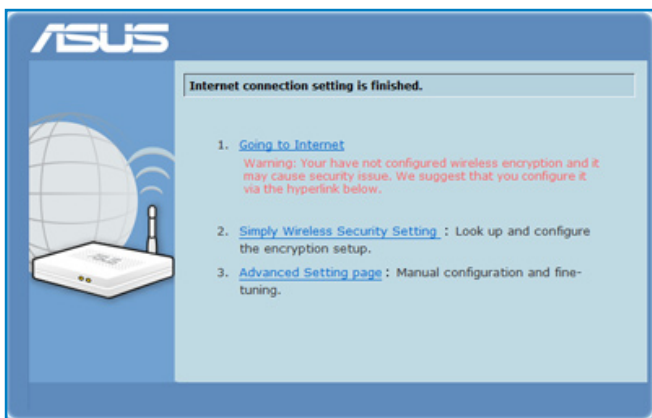 ASUS
Internet connection setting is finished.
1. Going to Internet
Warning: Your have not configured wireless encryption and it
may cause security issue. We suggest that you configure it
via the hyperlink below.
2. Simply Wireless Security Setting : Look up and configure
the encryption setup.
3. Advanced Setting page : Manual configuration and fine-
tuning.
ASUS